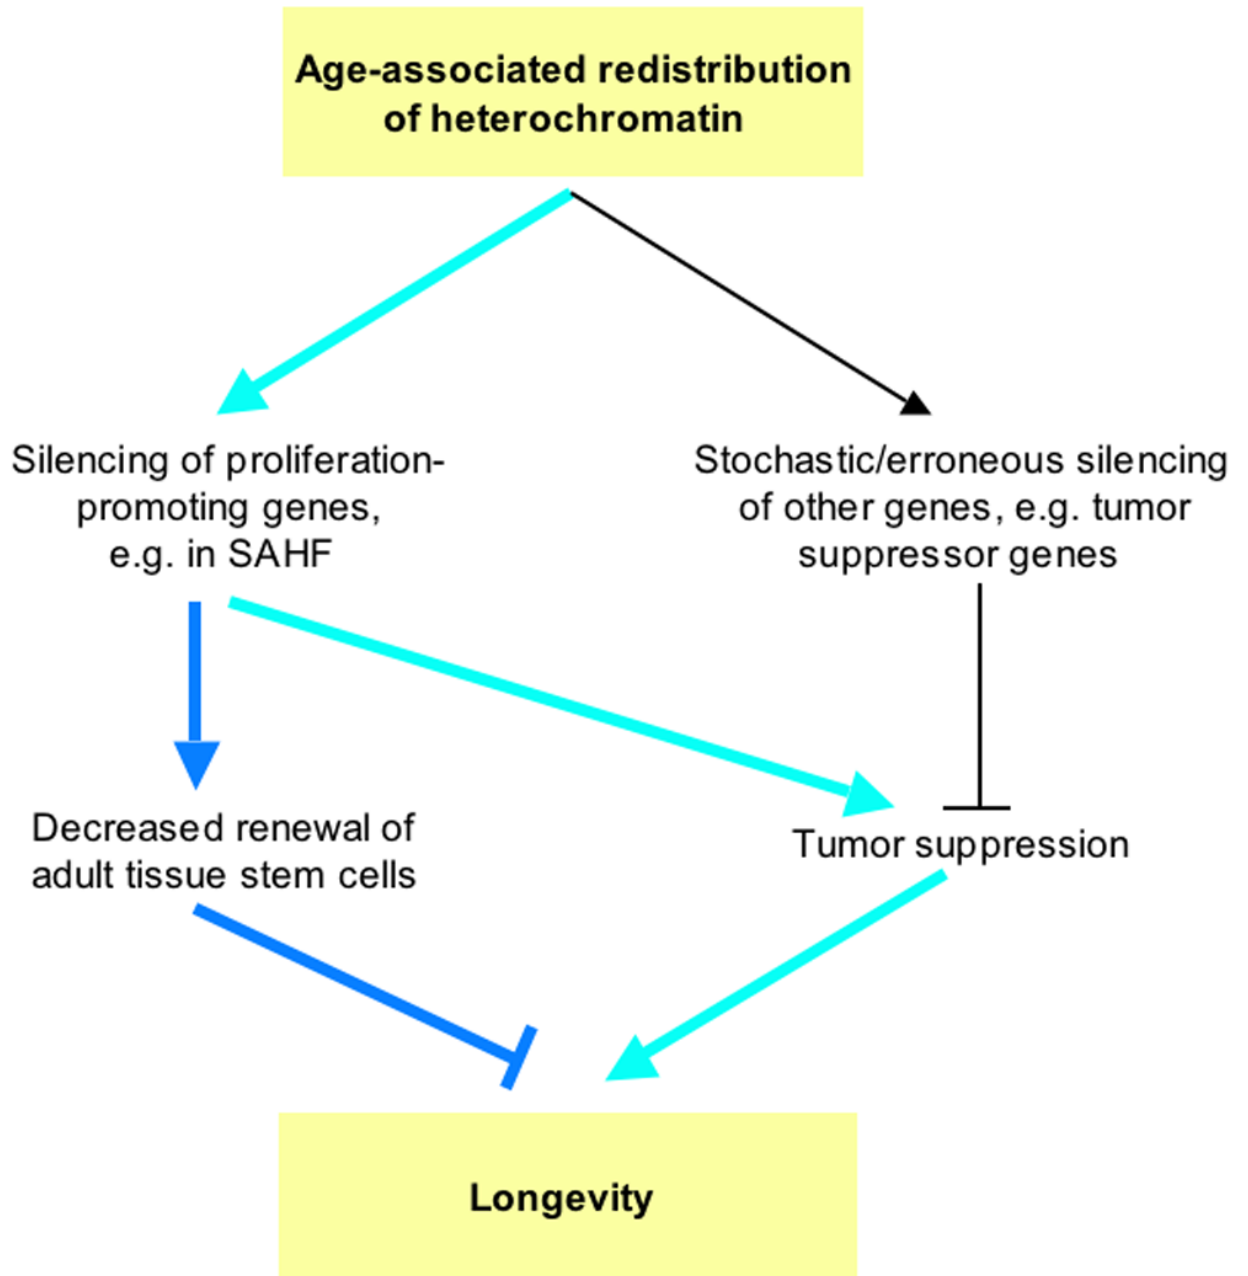 Age-associated redistribution
of heterochromatin
Silencing of proliferation-
promoting genes,
e.g. in SAHF
Stochastic/erroneous silencing
of other genes, e.g. tumor
suppressor genes
Decreased renewal of
adult tissue stem cells
Tumor suppression
Longevity